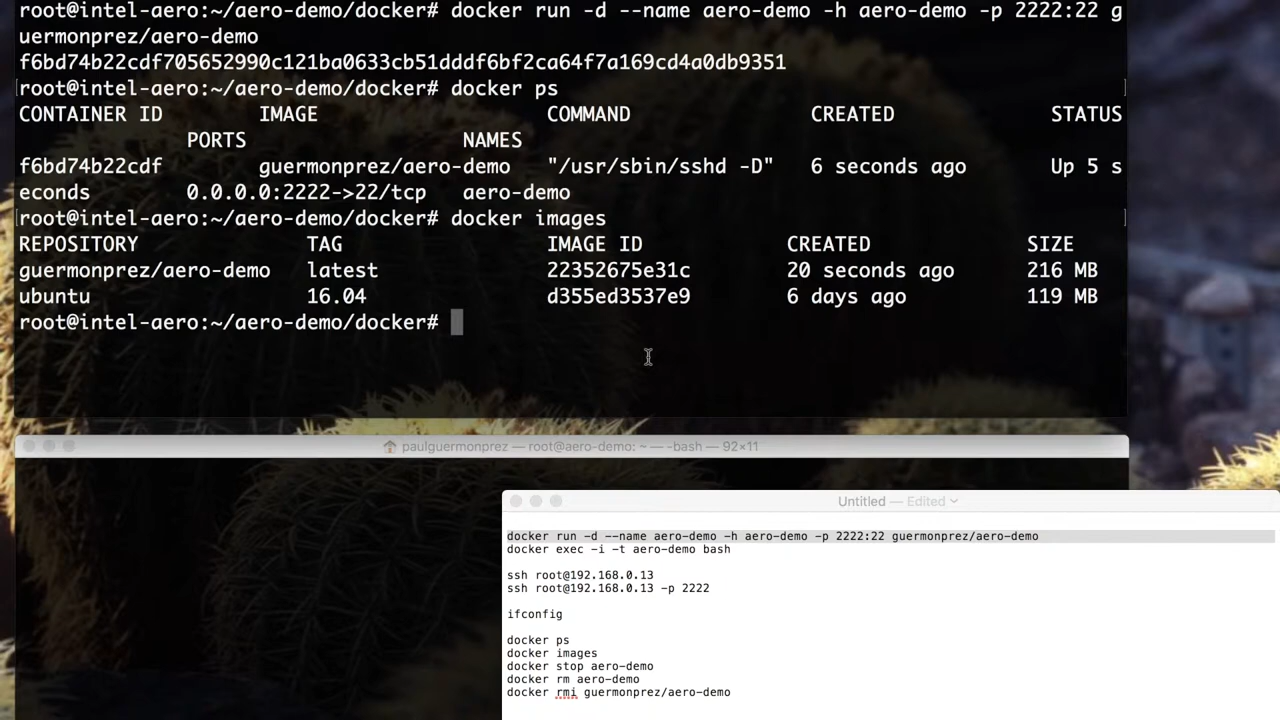 root@intel-aero:~/aero-demo/docker# docker run -d --name aero-demo -h aero-demo -p 2222:22 g
uermonprez/aero-demo
f6bd74b22cdf705652990c121ba0633cb51dddf6bf2ca64f7a169cd4a0db9351
root@intel-aero:~/aero-demo/docker# docker ps
CONTAINER ID IMAGE COMMAND CREATED STATUS
PORTS NAMES
f6bd74b22cdf guermonprez/aero-demo "/usr/sbin/sshd -D" 6 seconds ago Up 5 s
econds 0.0.0.0:2222->22/tcp aero-demo
root@intel-aero:~/aero-demo/docker# docker images
REPOSITORY TAG IMAGE ID CREATED SIZE
guermonprez/aero-demo latest 22352675e31c 20 seconds ago 216 MB
ubuntu 16.04 d355ed3537e9 6 days ago 119 MB
root@intel-aero:~/aero-demo/docker#
paulguermonprez — root@aero-demo: ~ — -bash — 92×11
Untitled — Edited
docker run -d --name aero-demo -h aero-demo -p 2222:22 guermonprez/aero-demo
docker exec -i -t aero-demo bash
ssh root@192.168.0.13
ssh root@192.168.0.13 -p 2222
ifconfig
docker ps
docker images
docker stop aero-demo
docker rm aero-demo
docker rmi guermonprez/aero-demo